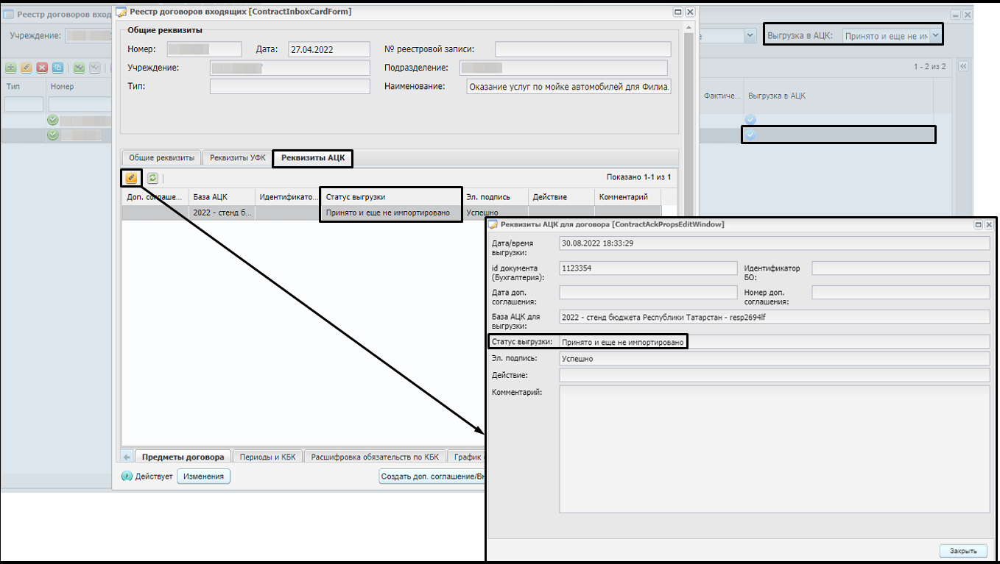 Реестр договоров вход
Реестр договоров входящих [ContractInboxCardForm]
Учреждение:
Выгрузка в АЦК: Принято и еще не им
1 - 2 из 2
Тип Номер
Фактиче... Выгрузка в АЦК
Общие реквизиты
Номер: Дата: 27.04.2022 № реестровой записи:
Учреждение: Подразделение:
Тип: Наименование: Оказание услуг по мойке автомобилей для Филиа.
Общие реквизиты Реквизиты УФК Реквизиты АЦК
Показано 1-1 из 1
Доп. соглаше... База АЦК Идентификато... Статус выгрузки Эл. подпись Действие Комментарий
2022 - стенд б... Принято и еще не импортировано Успешно
Предметы договора Периоды и КБК Расшифровка обязательств по КБК График
Действует Изменения Создать доп. соглашение/Вн
Реквизиты АЦК для договора [ContractAckPropsEditWindow]
Дата/время
выгрузки:
30.08.2022 18:33:29
id документа
(Бухгалтерия):
1123354
Идентификатор
БО:
Дата доп.
соглашения:
Номер доп.
соглашения:
База АЦК для
выгрузки:
2022 - стенд бюджета Республики Татарстан - resp2694lf
Статус выгрузки: Принято и еще не импортировано
Эл. подпись: Успешно
Действие:
Комментарий:
Закрыть